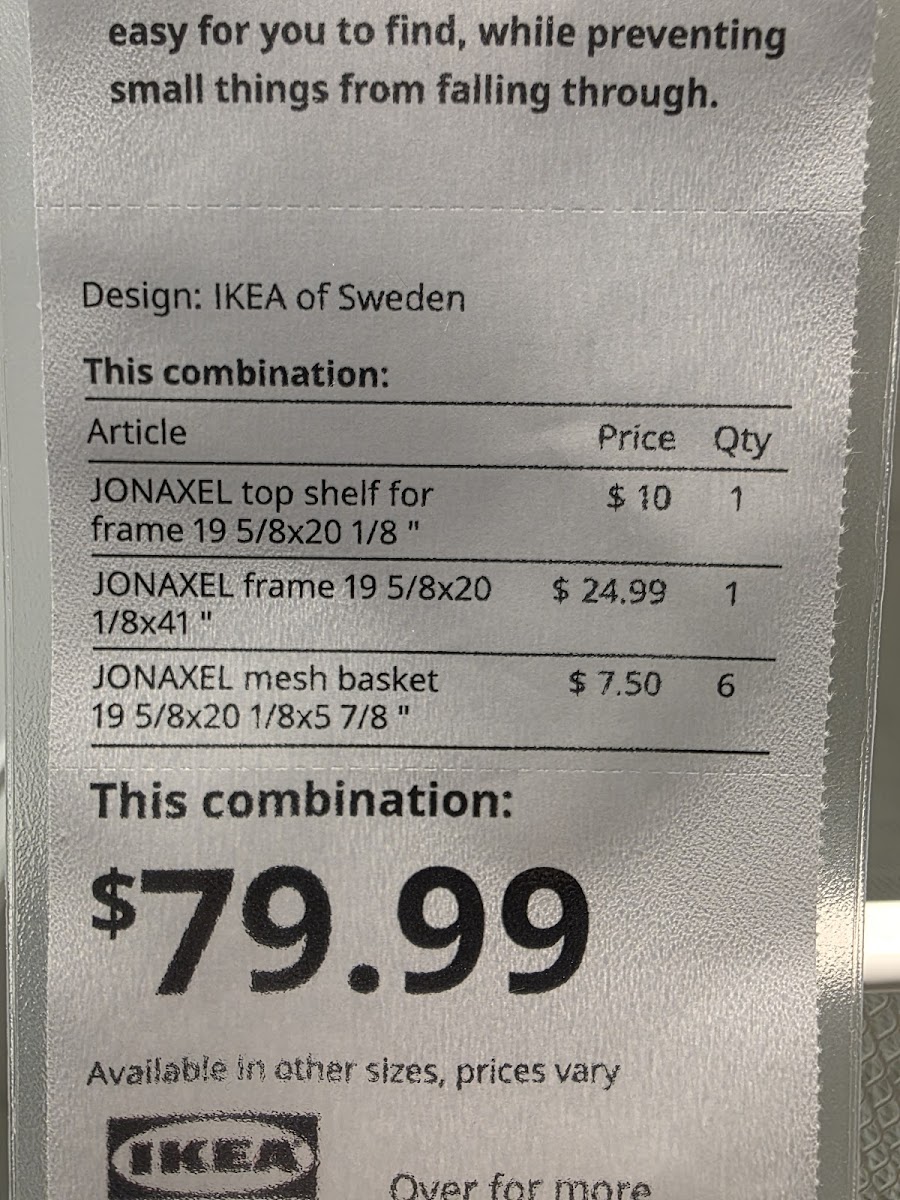 easy for you to find, while preventing
small things from falling through.
Design: IKEA of Sweden
This combination:
Article Price Qty
JONAXEL top shelf for $ 10 1
frame 19 5/8x20 1/8 "
JONAXEL frame 19 5/8x20 $ 24.99 1
1/8x41 "
JONAXEL mesh basket $ 7.50 6
19 5/8x20 1/8x5 7/8 "
This combination:
$79.99
Available in other sizes, prices vary
IKEA
Over for more